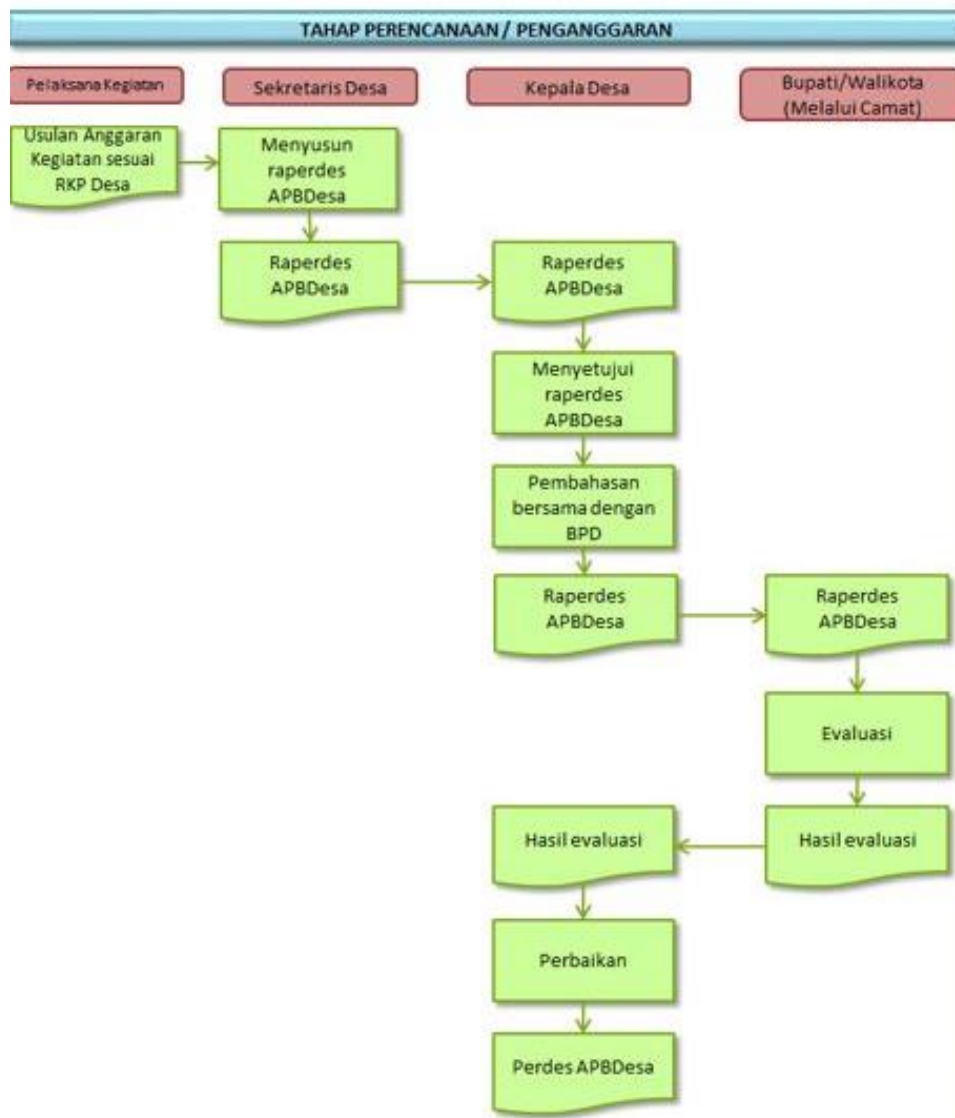 TAHAP PERENCANAAN / PENGANGGARAN
Pelaksana Kegiatan
Sekretaris Desa
Kepala Desa
Bupati/Walikota
(Melalui Camat)
Usulan Anggaran
Kegiatan sesuai
RKP Desa
Menyusun
raperdes
APBDesa
Raperdes
APBDesa
Raperdes
APBDesa
Menyetujui
raperdes
APBDesa
Pembahasan
bersama dengan
BPD
Raperdes
APBDesa
Raperdes
APBDesa
Evaluasi
Hasil evaluasi
Hasil evaluasi
Perbaikan
Perdes APBDesa